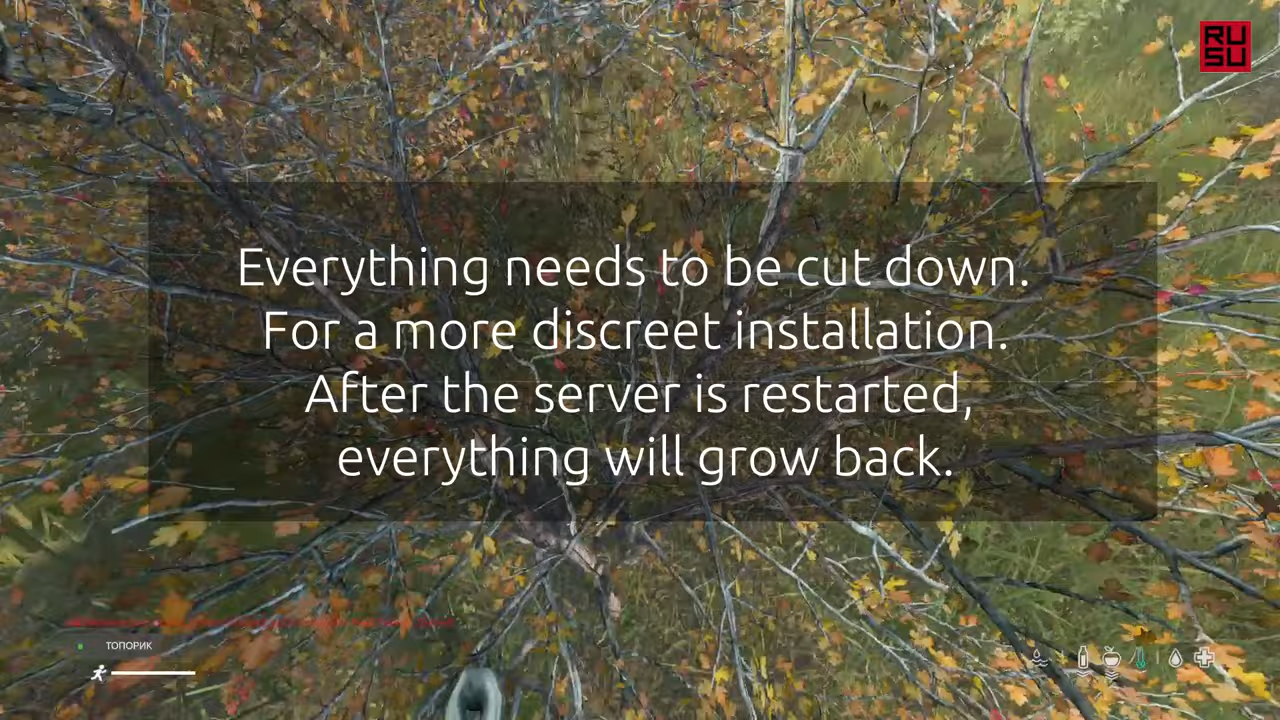 RU
SU
Everything needs to be cut down.
For a more discreet installation.
After the server is restarted,
everything will grow back.
ТОПОРИК